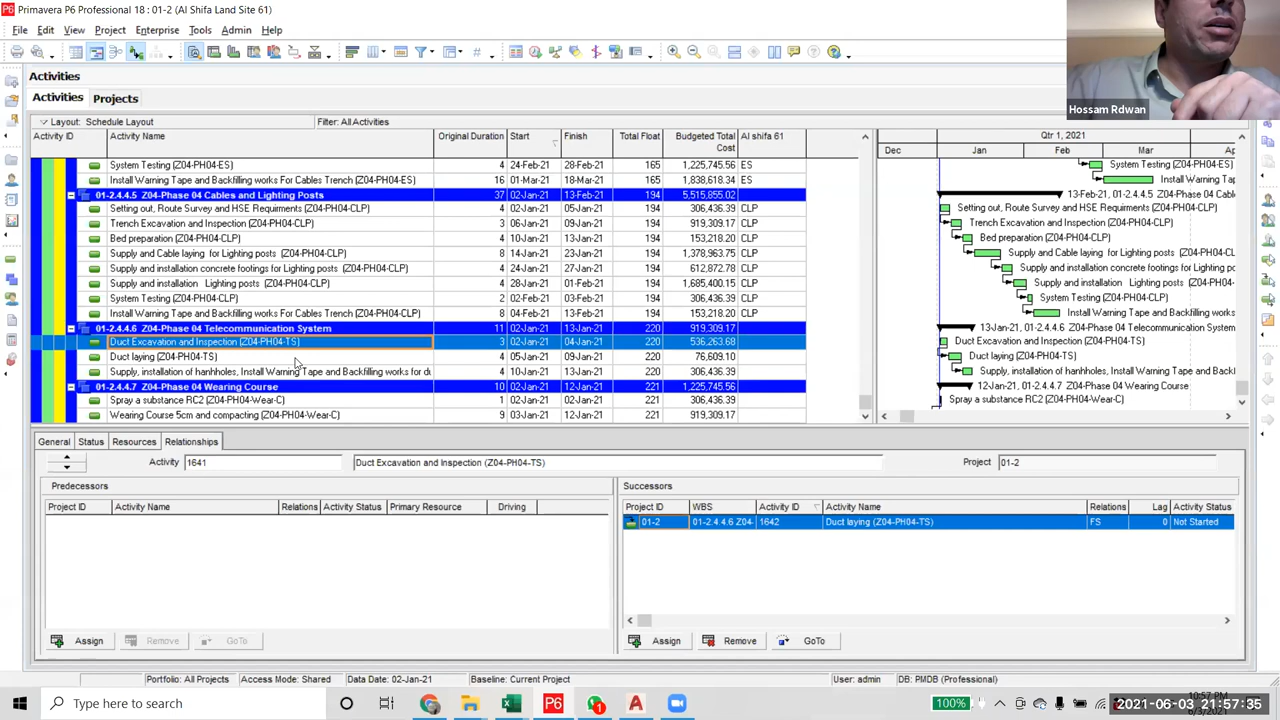 Primavera P6 Professional 18 : 01-2 (Al Shifa Land Site 61)
File Edit View Project Enterprise Tools Admin Help
Hossam Rdwan
Activities
Activities Projects
Layout: Schedule Layout Filter: All Activities
Activity ID Activity Name Original Duration Start Finish Total Float Budgeted Total Cost Al shifa 61
Qtr 1, 2021
Dec Jan Feb Mar
System Testing (Z04-PH04-ES) 4 24-Feb-21 28-Feb-21 165 1,225,745.56 ES
Install Warning Tape and Backfilling works For Cables Trench (Z04-PH04-ES) 16 01-Mar-21 18-Mar-21 165 1,838,618.34 ES
01-2.4.4.5 Z04-Phase 04 Cables and Lighting Posts 37 02-Jan-21 13-Feb-21 194 5,515,855.02
Setting out, Route Survey and HSE Requirments (Z04-PH04-CLP) 4 02-Jan-21 05-Jan-21 194 306,436.39 CLP
Trench Excavation and Inspection (Z04-PH04-CLP) 3 06-Jan-21 09-Jan-21 194 919,309.17 CLP
Bed preparation (Z04-PH04-CLP) 4 10-Jan-21 13-Jan-21 194 153,218.20 CLP
Supply and Cable laying for Lighting posts (Z04-PH04-CLP) 8 14-Jan-21 23-Jan-21 194 1,378,963.75 CLP
Supply and installation concrete footings for Lighting posts (Z04-PH04-CLP) 4 24-Jan-21 27-Jan-21 194 612,872.78 CLP
Supply and installation Lighting posts (Z04-PH04-CLP) 4 28-Jan-21 01-Feb-21 194 1,685,400.15 CLP
System Testing (Z04-PH04-CLP) 2 02-Feb-21 03-Feb-21 194 306,436.39 CLP
Install Warning Tape and Backfilling works For Cables Trench (Z04-PH04-CLP) 8 04-Feb-21 13-Feb-21 194 153,218.20 CLP
01-2.4.4.6 Z04-Phase 04 Telecommunication System 11 02-Jan-21 13-Jan-21 220 919,309.17
Duct Excavation and Inspection (Z04-PH04-TS) 3 02-Jan-21 04-Jan-21 220 536,263.68
Duct laying (Z04-PH04-TS) 4 05-Jan-21 09-Jan-21 220 76,609.10
Supply, installation of hanhholes, Install Warning Tape and Backfilling works for du 4 10-Jan-21 13-Jan-21 220 306,436.39
01-2.4.4.7 Z04-Phase 04 Wearing Course 10 02-Jan-21 12-Jan-21 221 1,225,745.56
Spray a substance RC2 (Z04-PH04-Wear-C) 1 02-Jan-21 02-Jan-21 221 306,436.39
Wearing Course 5cm and compacting (Z04-PH04-Wear-C) 9 03-Jan-21 12-Jan-21 221 919,309.17
System Testing (Z04-PH04-ES)
Install Warning Tap
13-Feb-21, 01-2.4.4.5 Z04-Phase 04 Cabl
Setting out, Route Survey and HSE Requirments (Z04-PH04-CLP)
Trench Excavation and Inspection (Z04-PH04-CLP)
Bed preparation (Z04-PH04-CLP)
Supply and Cable laying for Lighting posts (Z04-PH04-CLP)
Supply and installation concrete footings for Lightin
Supply and installation Lighting posts (Z04-PH04-
System Testing (Z04-PH04-CLP)
Install Warning Tape and Backfilling
13-Jan-21, 01-2.4.4.6 Z04-Phase 04 Telecommunication
Duct Excavation and Inspection (Z04-PH04-TS)
Duct laying (Z04-PH04-TS)
Supply, installation of hanhholes, Install Warning Tape an
12-Jan-21, 01-2.4.4.7 Z04-Phase 04 Wearing Course
Spray a substance RC2 (Z04-PH04-Wear-C)
General Status Resources Relationships
Activity 1641 Duct Excavation and Inspection (Z04-PH04-TS) Project 01-2
Predecessors
Project ID Activity Name Relations Activity Status Primary Resource Driving
Successors
Project ID WBS Activity ID Activity Name Relations Lag Activity Status
01-2 01-2.4.4.6 Z04- 1642 Duct laying (Z04-PH04-TS) FS 0 Not Started
Assign Remove GoTo
Assign Remove GoTo
Portfolio: All Projects Access Mode: Shared Data Date: 02-Jan-21 Baseline: Current Project User: admin DB: PMDB (Professional)
Type here to search
100%
2021-06-03 21:57:35